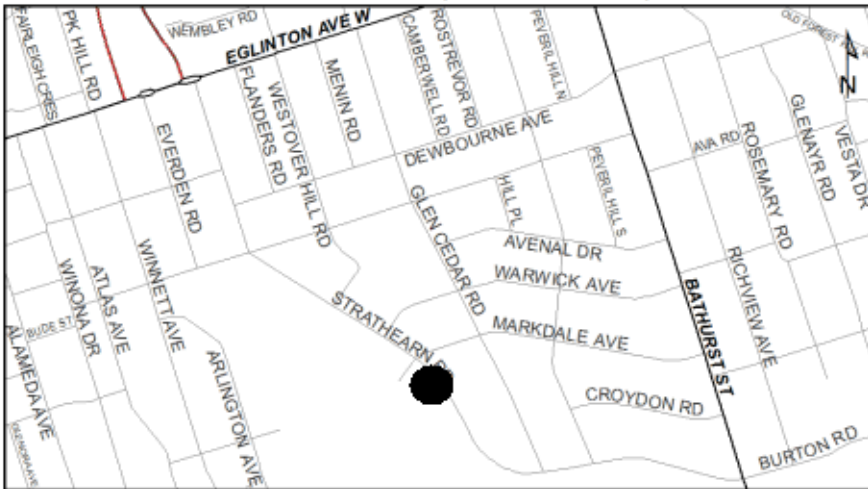 FAIRLEIGH CRES
PK HILL RD
WEMBLEY RD
EGLINTON AVE W
FLANDERS RD
WESTOVER HILL RD
MENIN RD
CAMBERWELL RD
ROSTREVOR RD
PEVERIL HILL N
OLD FOREST HILL
N
EVERDEN RD
DEWBOURNE AVE
AVA RD
ROSEMARY RD
GLENAYR RD
VESTA DR
HILL PL
PEVERIL HILL S
GLEN CEDAR RD
AVENAL DR
WARWICK AVE
WINONA DR
ATLAS AVE
WINNETT AVE
BUDE ST
ALAMEDA AVE
ARLINGTON AVE
STRATHEARN
MARKDALE AVE
BATHURST ST
RICHVIEW AVE
CROYDON RD
BURTON RD